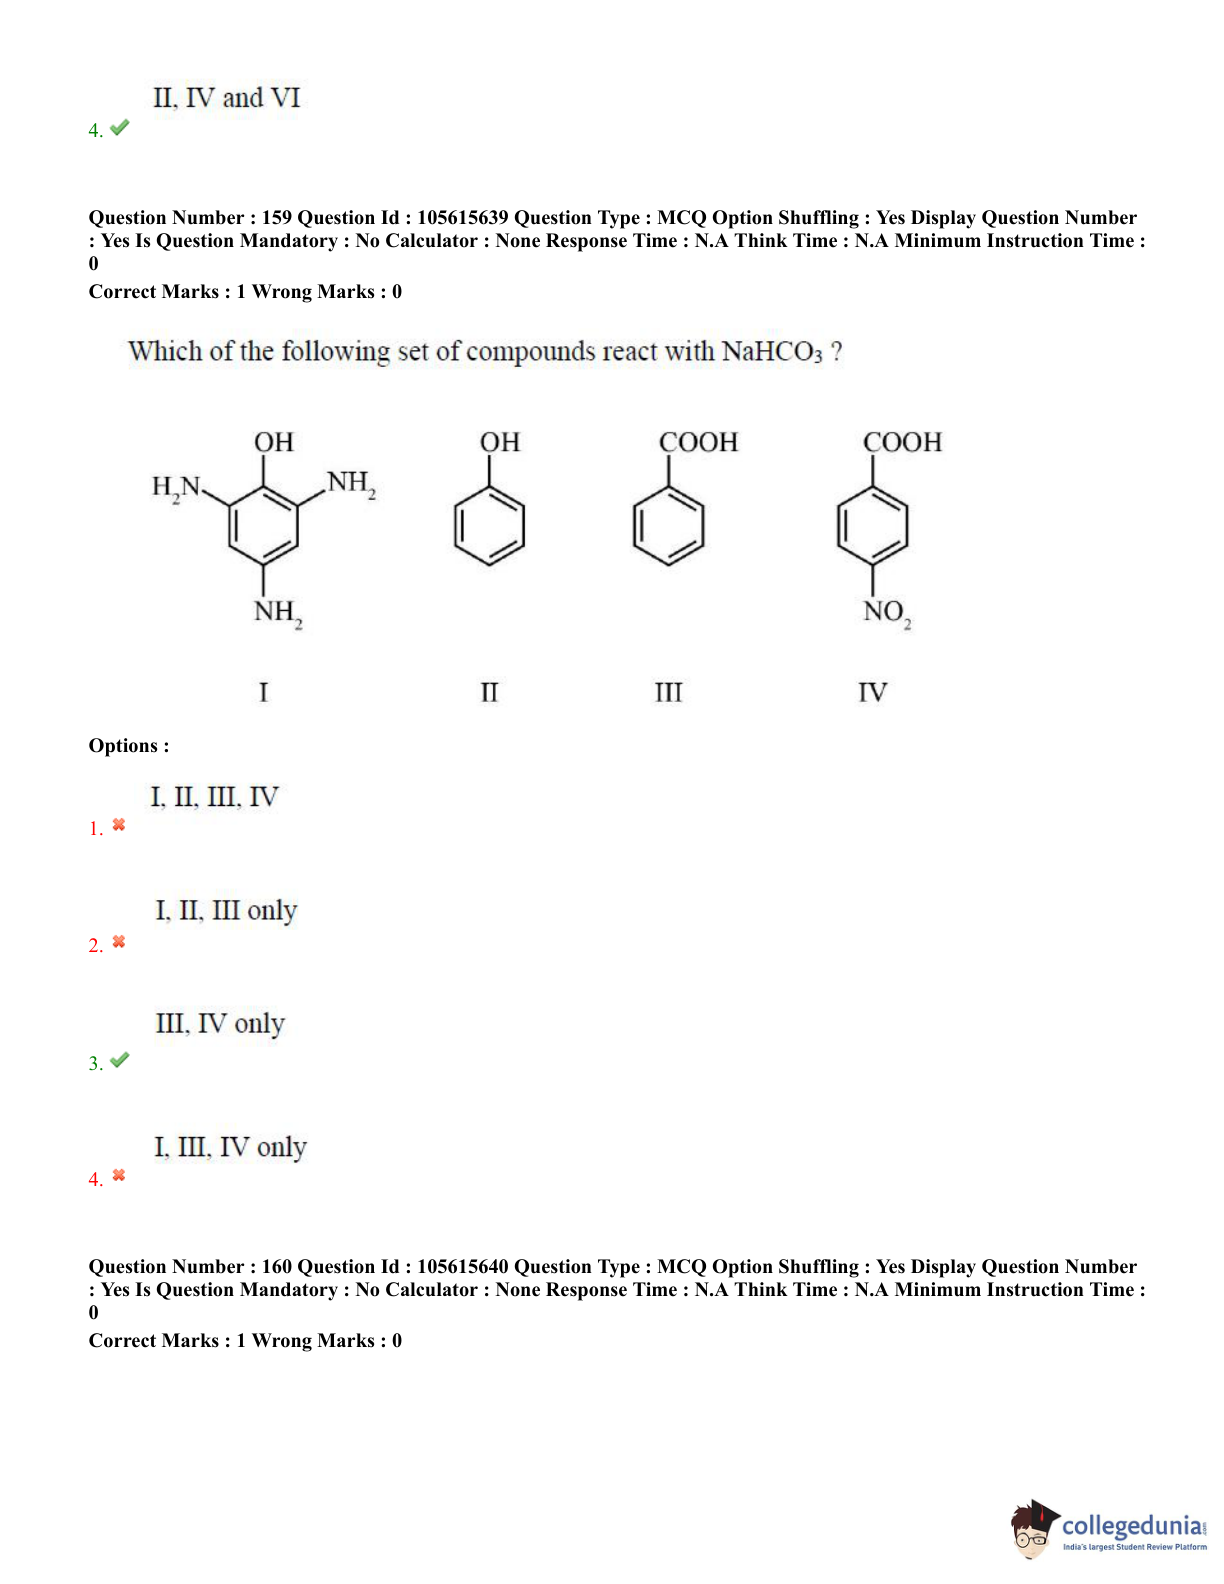 II, IV and VI
4.
Question Number : 159 Question Id : 105615639 Question Type : MCQ Option Shuffling : Yes Display Question Number
: Yes Is Question Mandatory : No Calculator : None Response Time : N.A Think Time : N.A Minimum Instruction Time :
0
Correct Marks : 1 Wrong Marks : 0
Which of the following set of compounds react with NaHCO₃ ?
OH OH COOH COOH
H₂N NH₂
NH₂ NO₂
I II III IV
Options :
I, II, III, IV
1.
I, II, III only
2.
III, IV only
3.
I, III, IV only
4.
Question Number : 160 Question Id : 105615640 Question Type : MCQ Option Shuffling : Yes Display Question Number
: Yes Is Question Mandatory : No Calculator : None Response Time : N.A Think Time : N.A Minimum Instruction Time :
0
Correct Marks : 1 Wrong Marks : 0
collegedunia.com
India's largest Student Review Platform